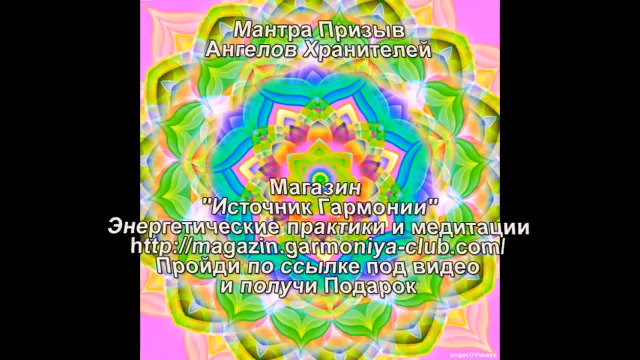 Мантра Призыв
Ангелов Хранителей
Магазин
"Источник Гармонии"
Энергетические практики и медитации
http://magazin.garmoniya-club.com/
Пройди по ссылке под видео
и получи Подарок